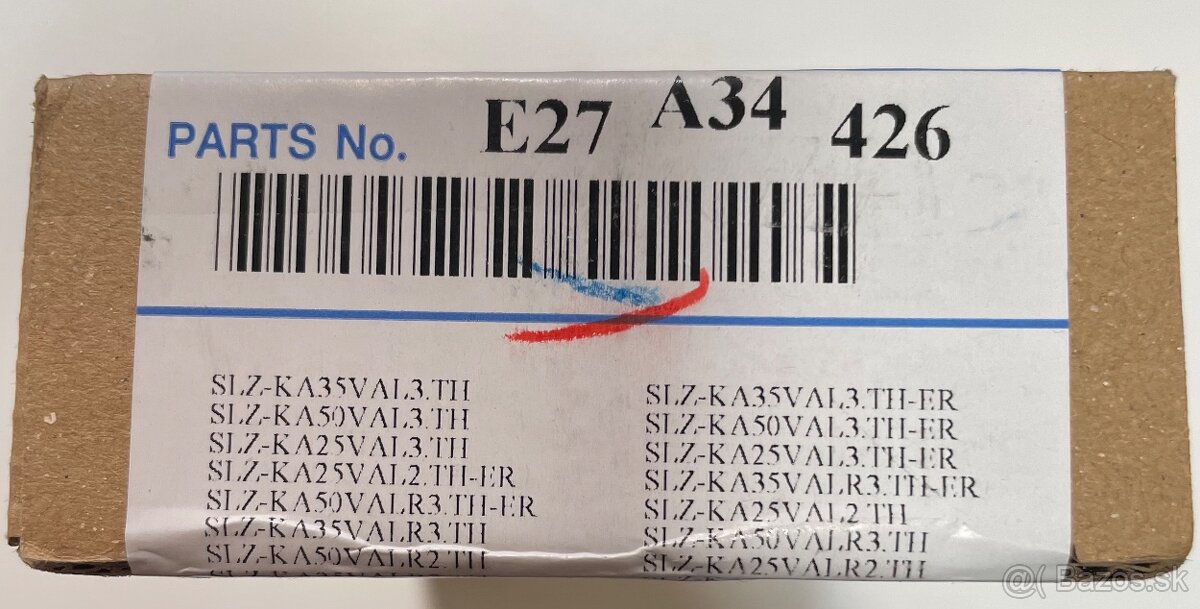 PARTS No. E27 A34 426
SLZ-KA35VAL3.TH SLZ-KA35VAL3.TH-ER
SLZ-KA50VAL3.TH SLZ-KA50VAL3.TH-ER
SLZ-KA25VAL3.TH SLZ-KA25VAL3.TH-ER
SLZ-KA25VAL2.TH-ER SLZ-KA35VALR3.TH-ER
SLZ-KA50VALR3.TH-ER SLZ-KA25VAL2.TH
SLZ-KA35VALR3.TH SLZ-KA50VALR3.TH
SLZ-KA50VALR2.TH SLZ-KA25VALR2.TH
@( Bazos.sk